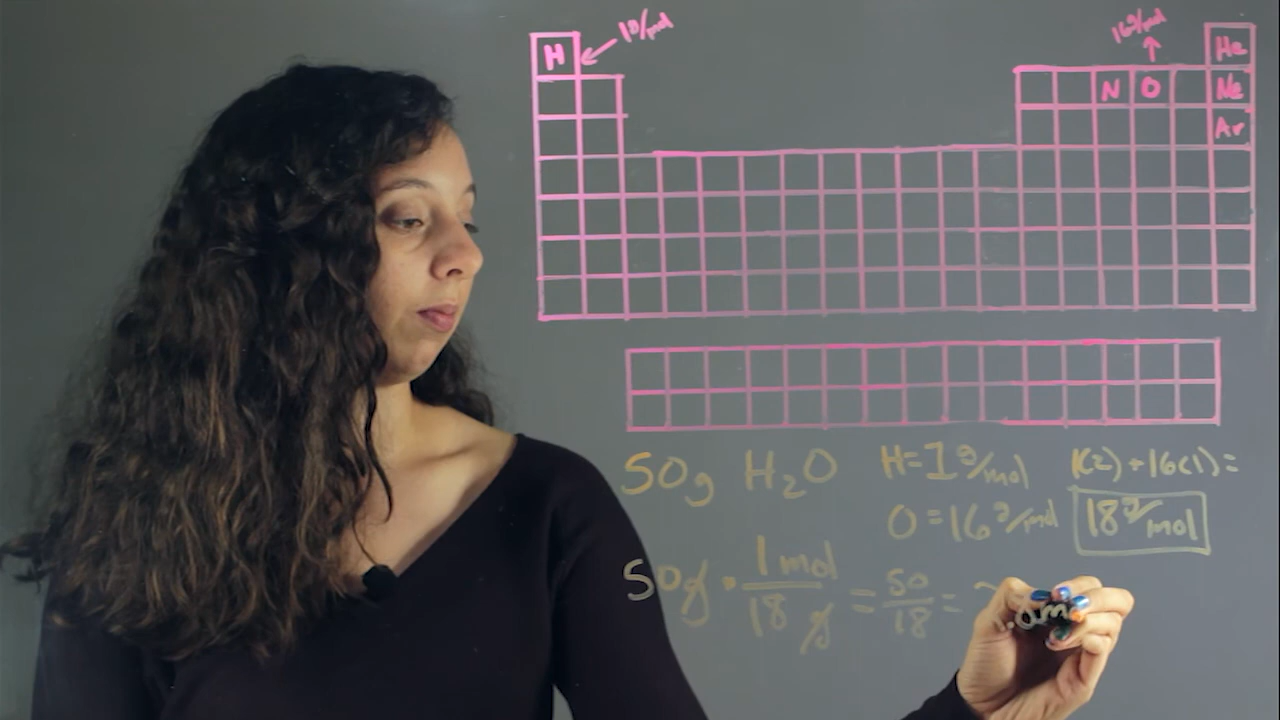 1g/mol
16g/mol
H He
N O Ne
Ar
50g H₂O H=1g/mol 1(2)+16(1)=
O=16g/mol 18g/mol
50g · 1mol/18g = 50/18 =